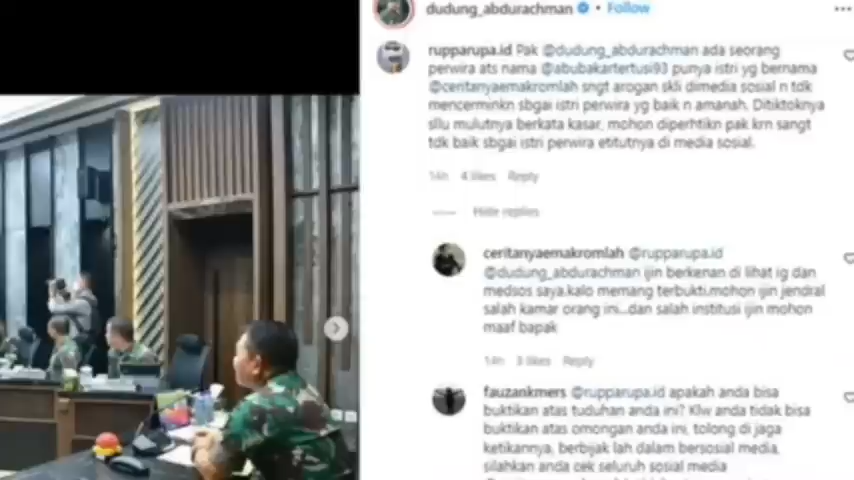 dudung_abdurachman • Follow
rupparupa.id Pak @dudung_abdurachman ada seorang
perwira ats nama @abubakartertusi93 punya istri yg bernama
@ceritanyaemakromlah sngt arogan skli dimedia sosial n tdk
mencerminkn sbgai istri perwira yg baik n amanah. Ditiktoknya
sllu mulutnya berkata kasar, mohon diperhtikn pak krn sangt
tdk baik sbgai istri perwira etitutnya di media sosial.
14h 4 likes Reply
Hide replies
ceritanyaemakromlah @rupparupa.id
@dudung_abdurachman ijin berkenan di lihat ig dan
medsos saya.kalo memang terbukti.mohon ijin jendral
salah kamar orang ini...dan salah institusi ijin mohon
maaf bapak
14h 3 likes Reply
fauzankmers @rupparupa.id apakah anda bisa
buktikan atas tuduhan anda ini? Klw anda tidak bisa
buktikan atas omongan anda ini, tolong di jaga
ketikannya, berbijak lah dalam bersosial media,
silahkan anda cek seluruh sosial media